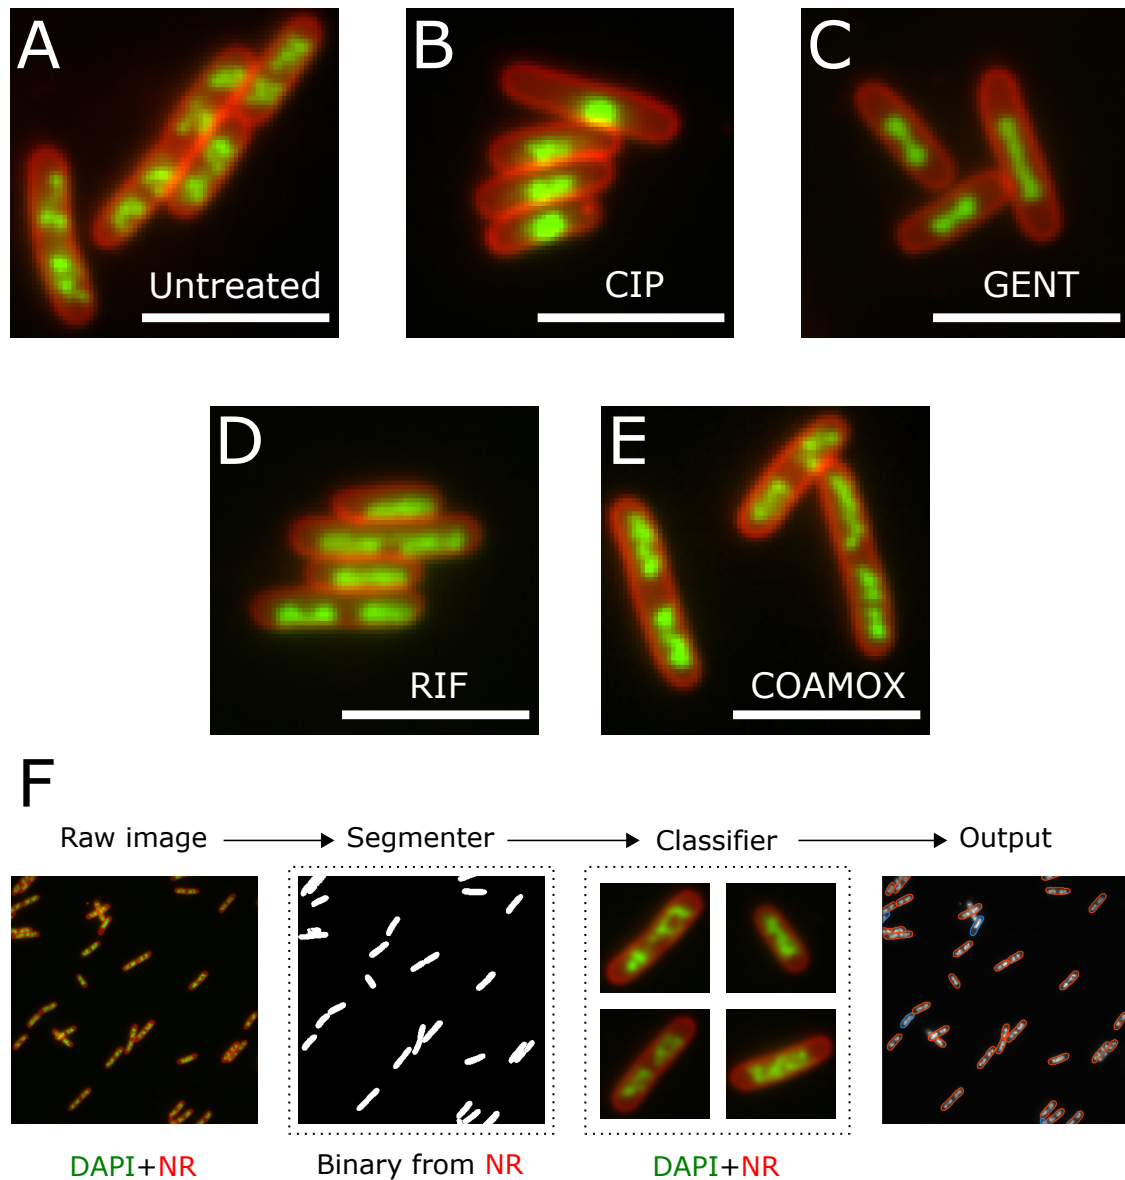 A
Untreated
B
CIP
C
GENT
D
RIF
E
COAMOX
F
Raw image
Segmenter
Classifier
Output
DAPI+NR
Binary from NR
DAPI+NR